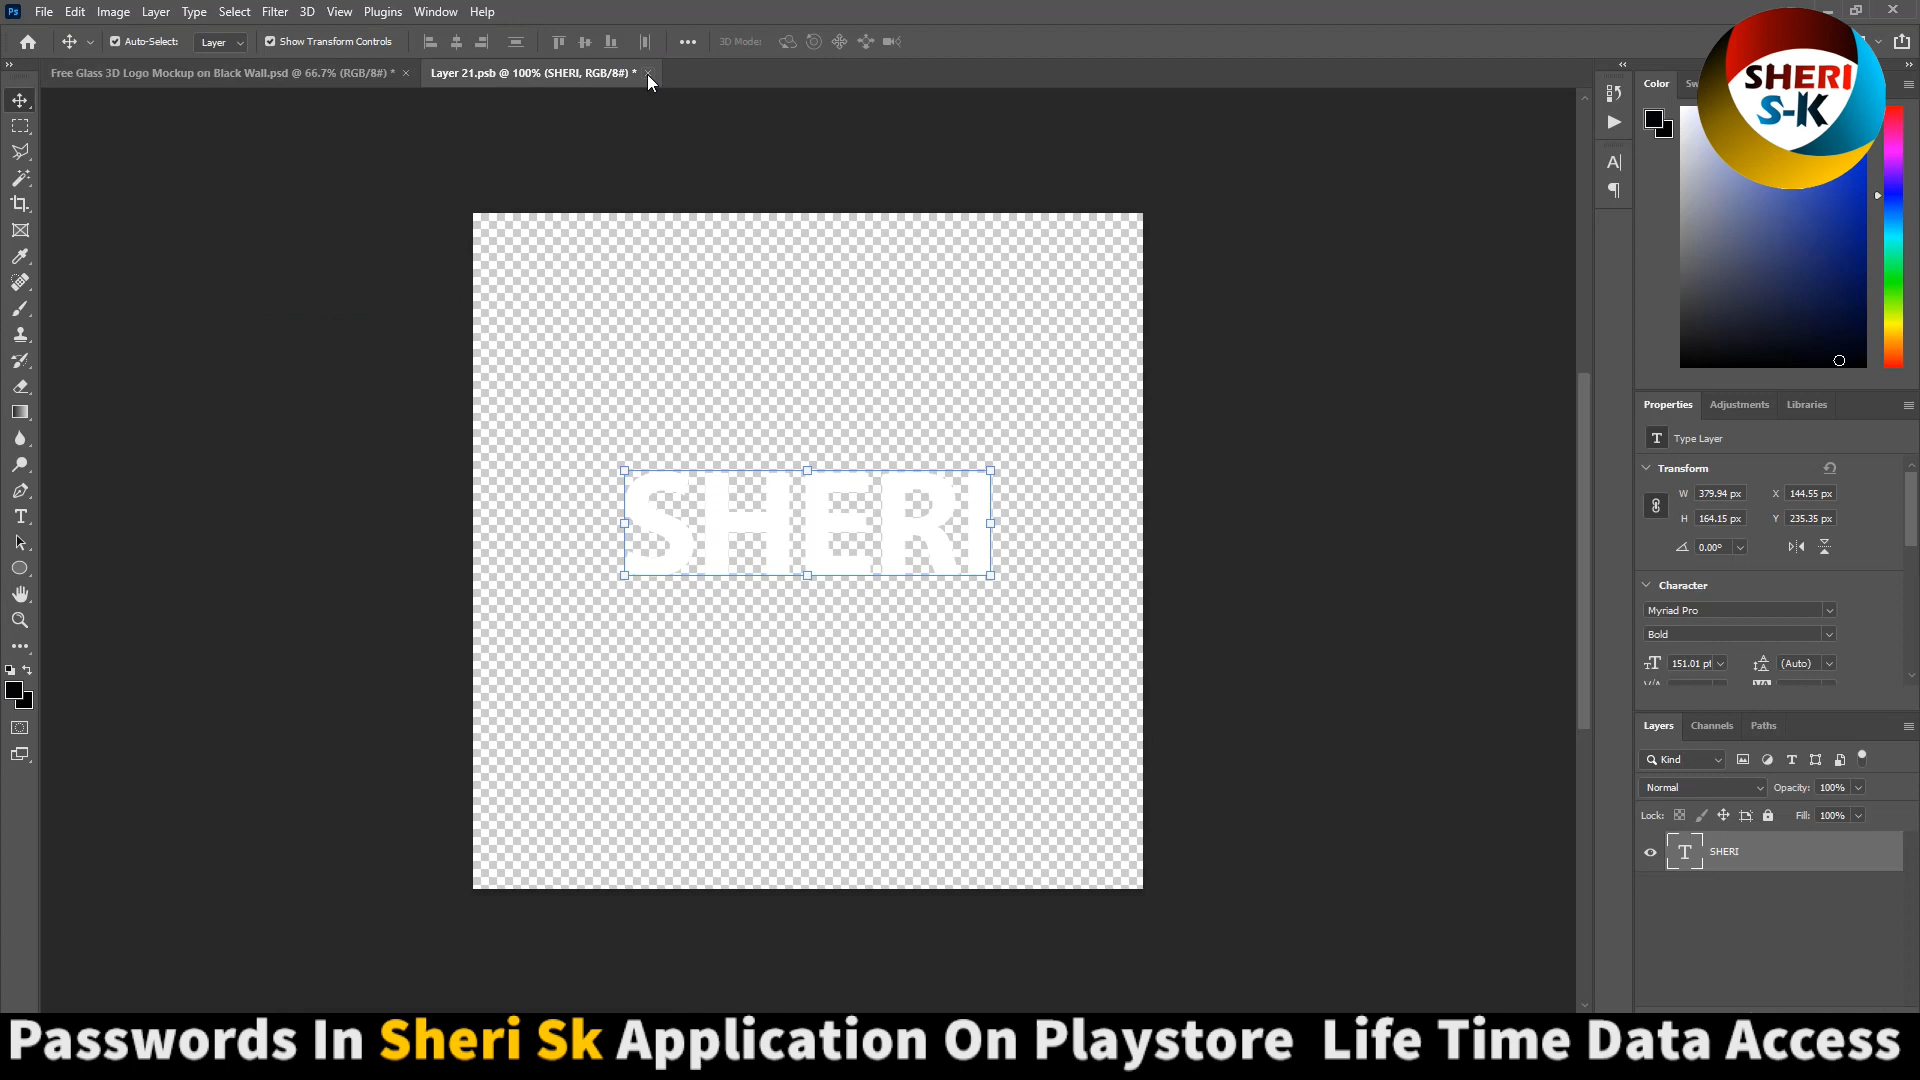 Ps File Edit Image Layer Type Select Filter 3D View Plugins Window Help
Auto-Select: Layer Show Transform Controls 3D Mode:
Free Glass 3D Logo Mockup on Black Wall.psd @ 66.7% (RGB/8#) * × Layer 21.psb @ 100% (SHERI, RGB/8#) *
Color
SHERI
S-K
SHERI
Properties Adjustments Libraries
T Type Layer
Transform
W 379.94 px X 144.55 px
H 164.15 px Y 235.35 px
0.00°
Character
Myriad Pro
Bold
151.01 pt (Auto)
Layers Channels Paths
Kind
Normal Opacity: 100%
Lock: Fill: 100%
T SHERI
Passwords In Sheri Sk Application On Playstore Life Time Data Access